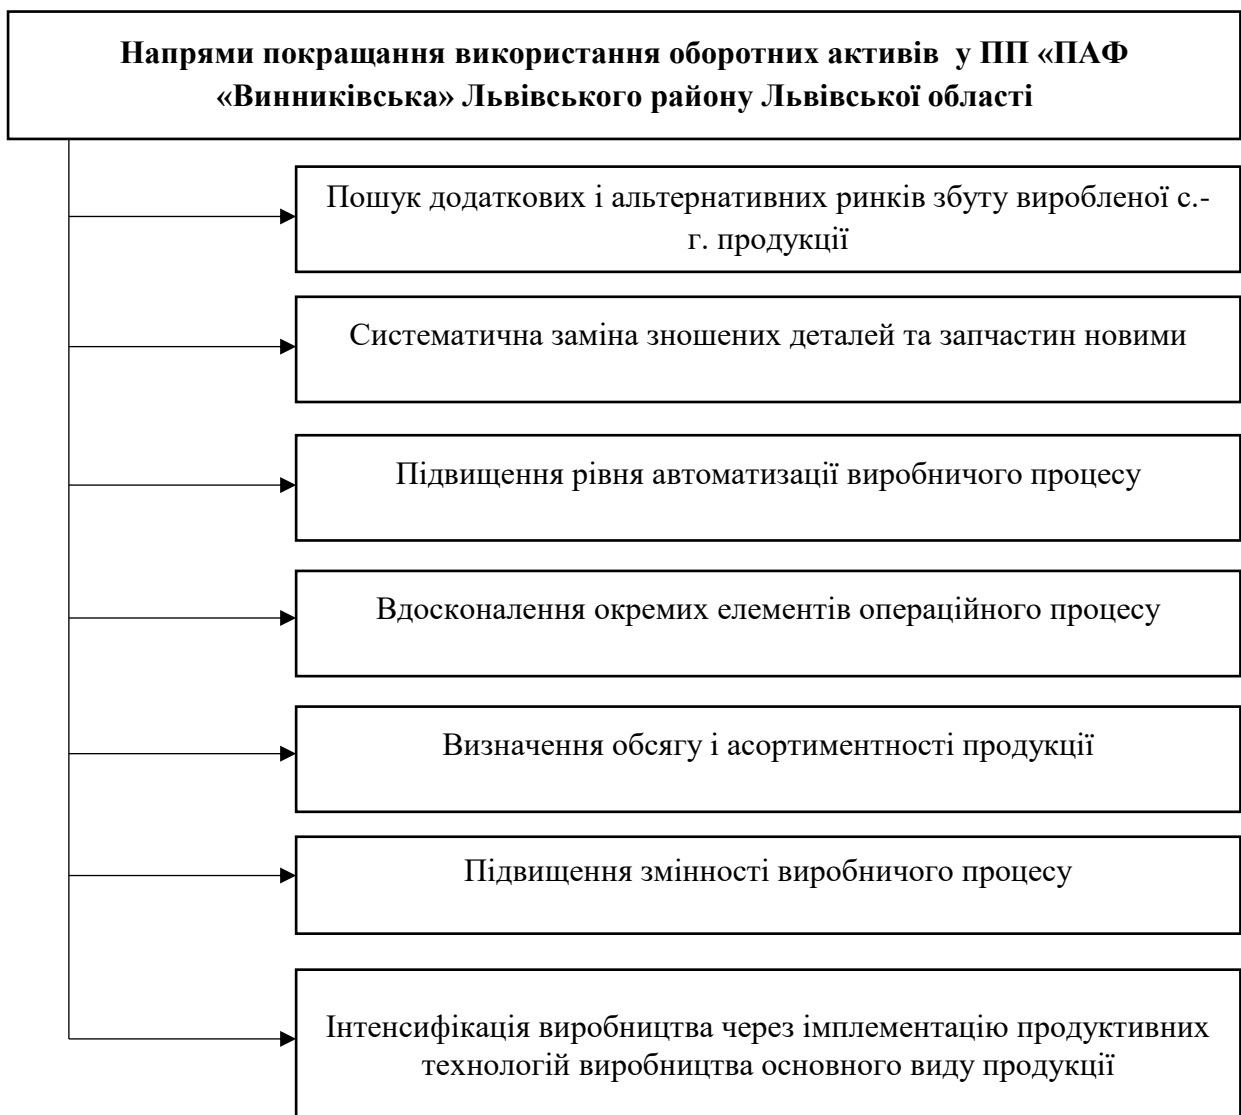 Напрями покращання використання оборотних активів у ПП «ПАФ
«Винниківська» Львівського району Львівської області
Пошук додаткових і альтернативних ринків збуту виробленої с.-
г. продукції
Систематична заміна зношених деталей та запчастин новими
Підвищення рівня автоматизації виробничого процесу
Вдосконалення окремих елементів операційного процесу
Визначення обсягу і асортиментності продукції
Підвищення змінності виробничого процесу
Інтенсифікація виробництва через імплементацію продуктивних
технологій виробництва основного виду продукції